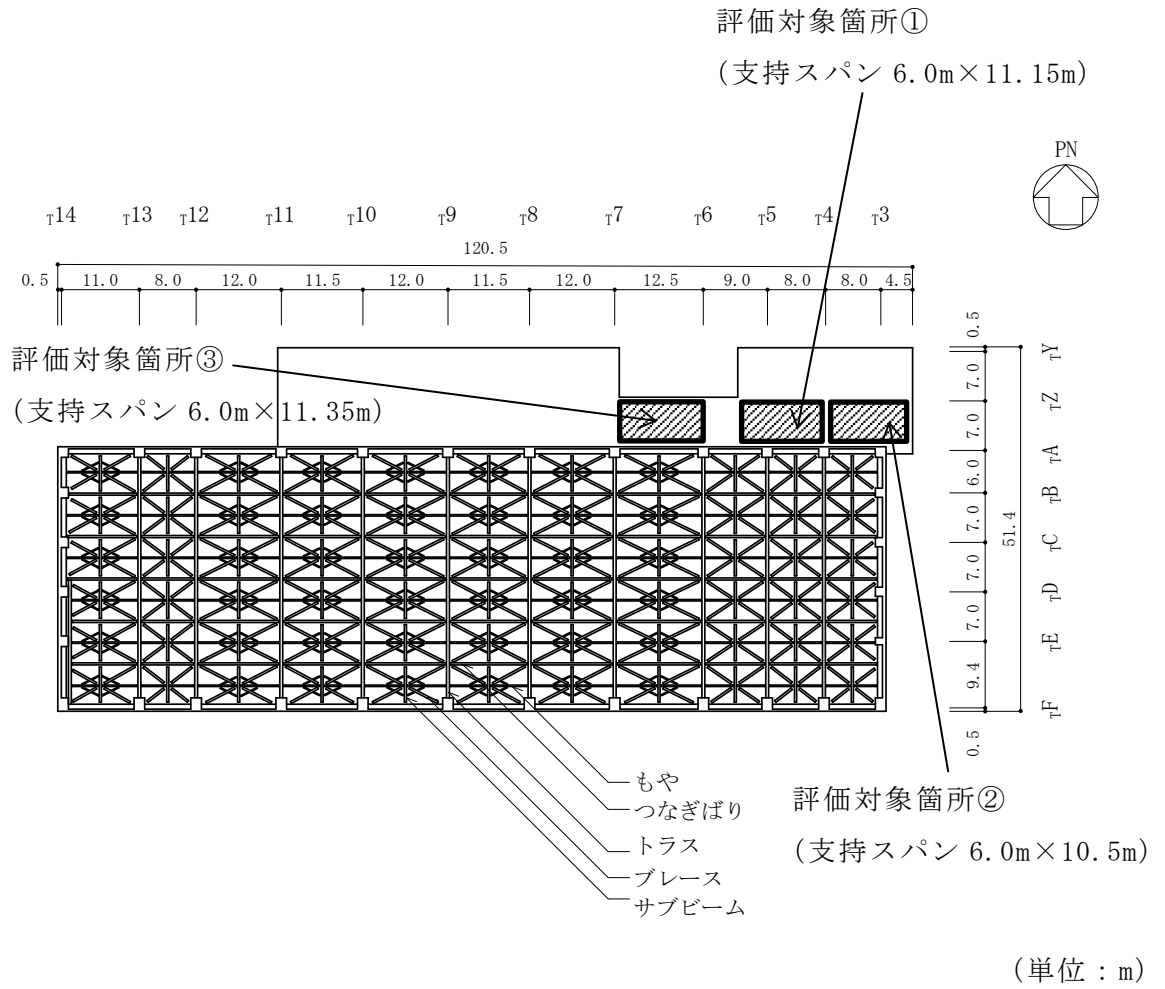 評価対象箇所①
(支持スパン 6.0m×11.15m)
PN
T14 T13 T12 T11 T10 T9 T8 T7 T6 T5 T4 T3
120.5
0.5 11.0 8.0 12.0 11.5 12.0 11.5 12.0 12.5 9.0 8.0 8.0 4.5
評価対象箇所③
(支持スパン 6.0m×11.35m)
0.5 7.0 7.0 6.0 7.0 7.0 7.0 9.4 0.5
51.4
TY TZ TA TB TC TD TE TF
もや
つなぎばり
トラス
ブレース
サブビーム
評価対象箇所②
(支持スパン 6.0m×10.5m)
(単位：m)